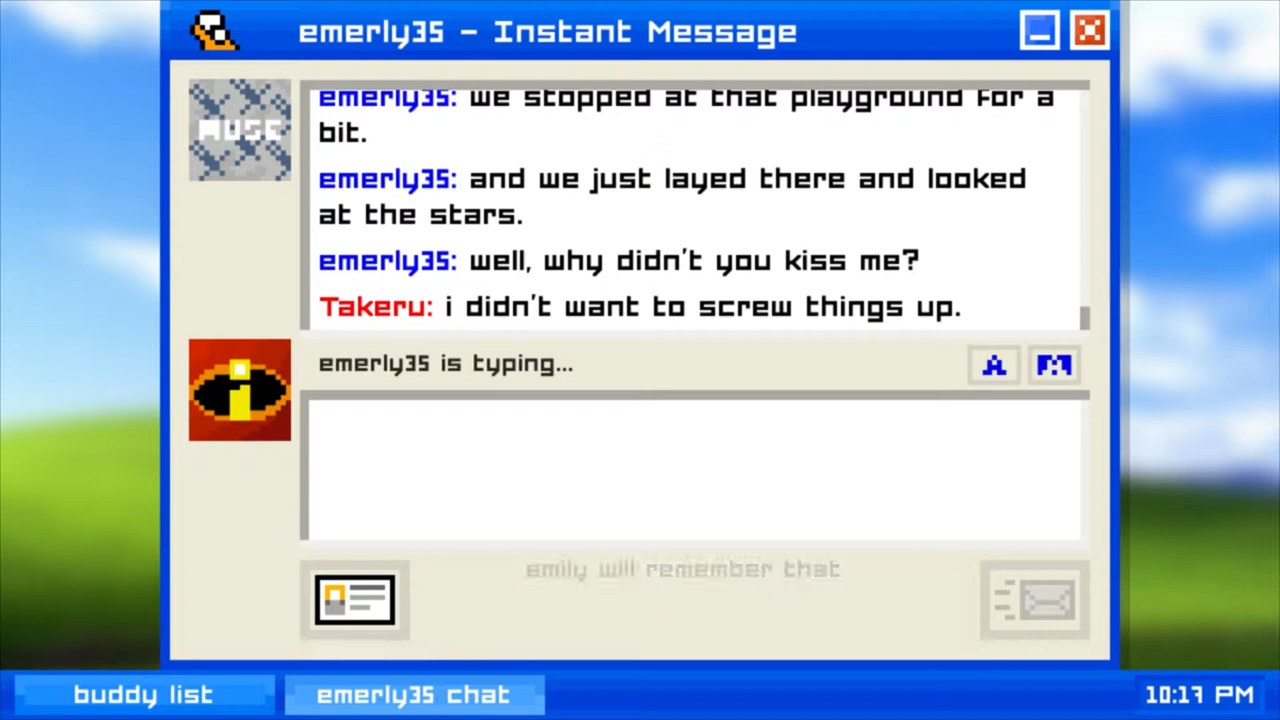 emerly35 - Instant Message
emerly35: we stopped at that playground for a
bit.
MUSE
emerly35: and we just layed there and looked
at the stars.
emerly35: well, why didn't you kiss me?
Takeru: i didn't want to screw things up.
emerly35 is typing...
A
i
emily will remember that
buddy list
emerly35 chat
10:17 PM